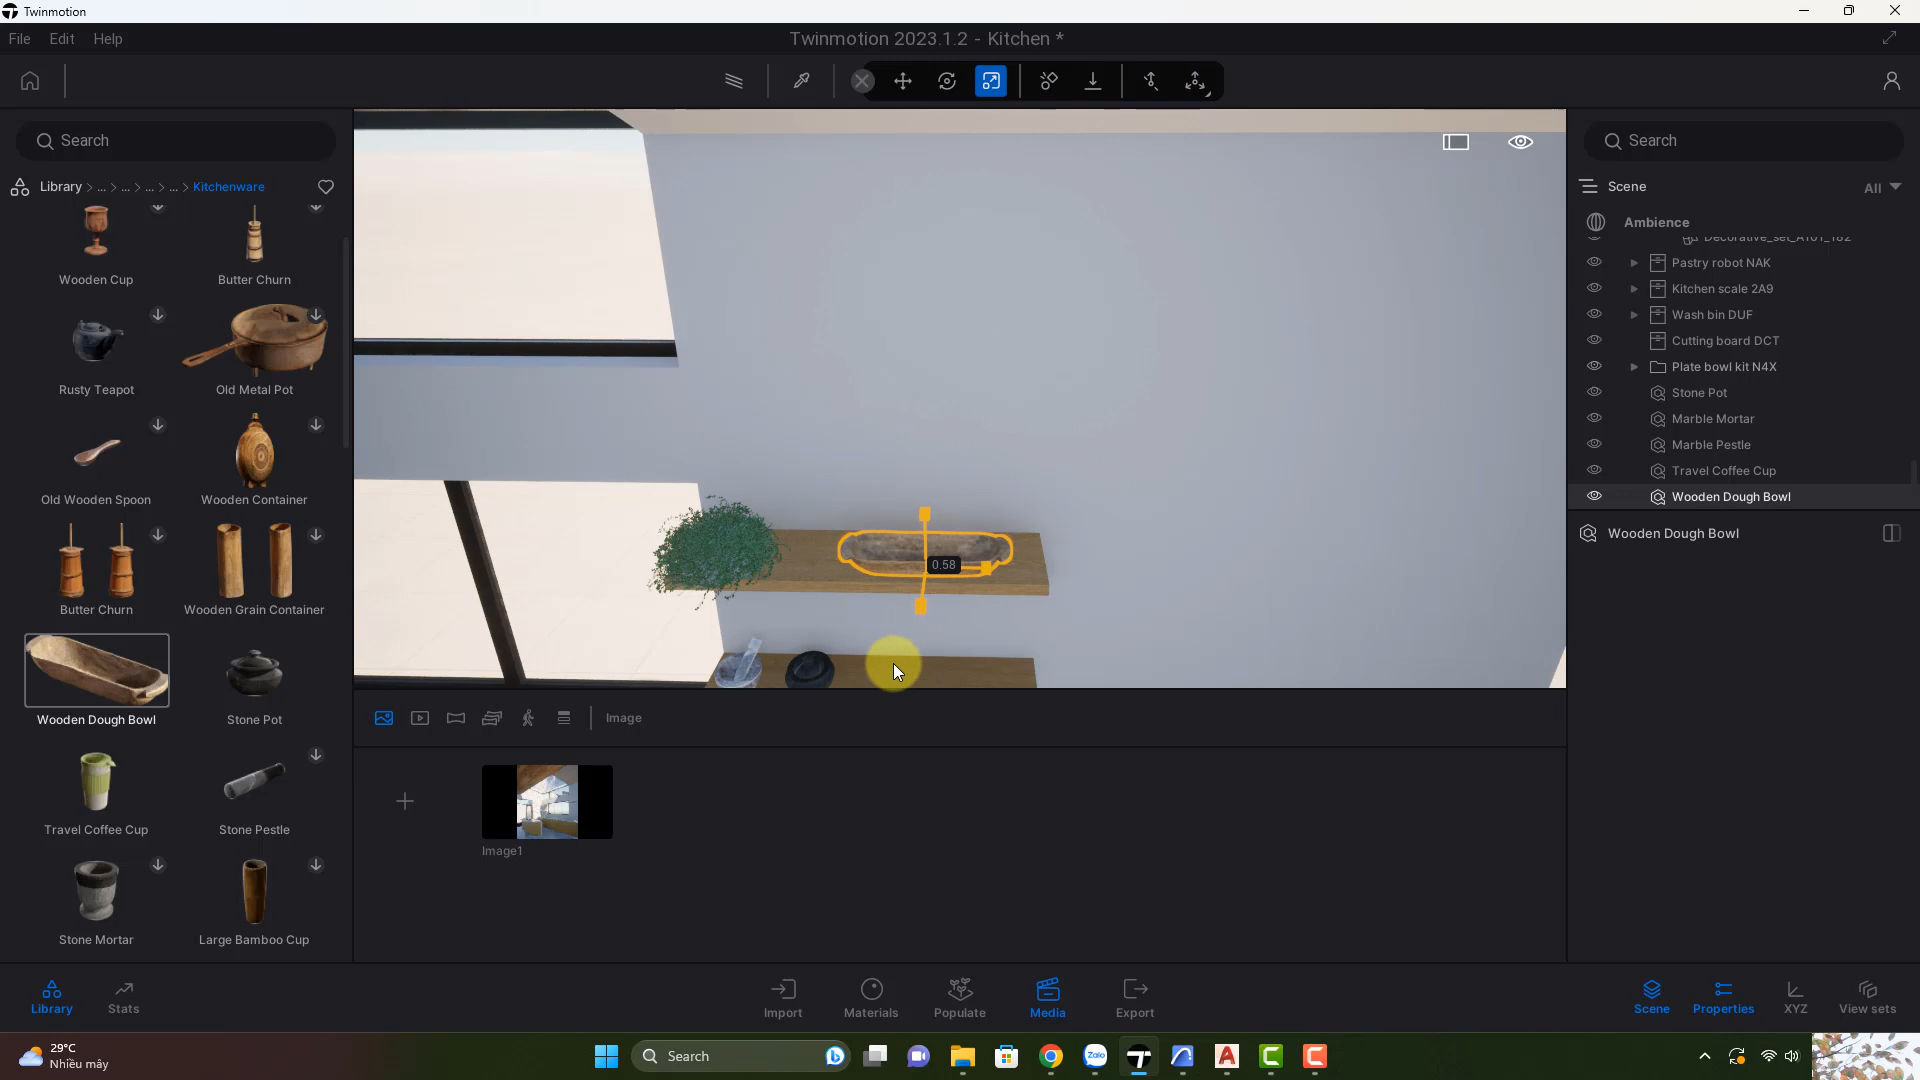 Twinmotion
File Edit Help
Twinmotion 2023.1.2 - Kitchen *
Search
Library > ... > ... > ... > ... > Kitchenware
Wooden Cup
Butter Churn
Rusty Teapot
Old Metal Pot
Old Wooden Spoon
Wooden Container
Butter Churn
Wooden Grain Container
Wooden Dough Bowl
Stone Pot
Travel Coffee Cup
Stone Pestle
Stone Mortar
Large Bamboo Cup
0.58
Image
Image1
Search
Scene
All
Ambience
Decorative_set_A101_182
Pastry robot NAK
Kitchen scale 2A9
Wash bin DUF
Cutting board DCT
Plate bowl kit N4X
Stone Pot
Marble Mortar
Marble Pestle
Travel Coffee Cup
Wooden Dough Bowl
Wooden Dough Bowl
Library
Stats
Import
Materials
Populate
Media
Export
Scene
Properties
XYZ
View sets
29°C
Nhiều mây
Search
Zalo